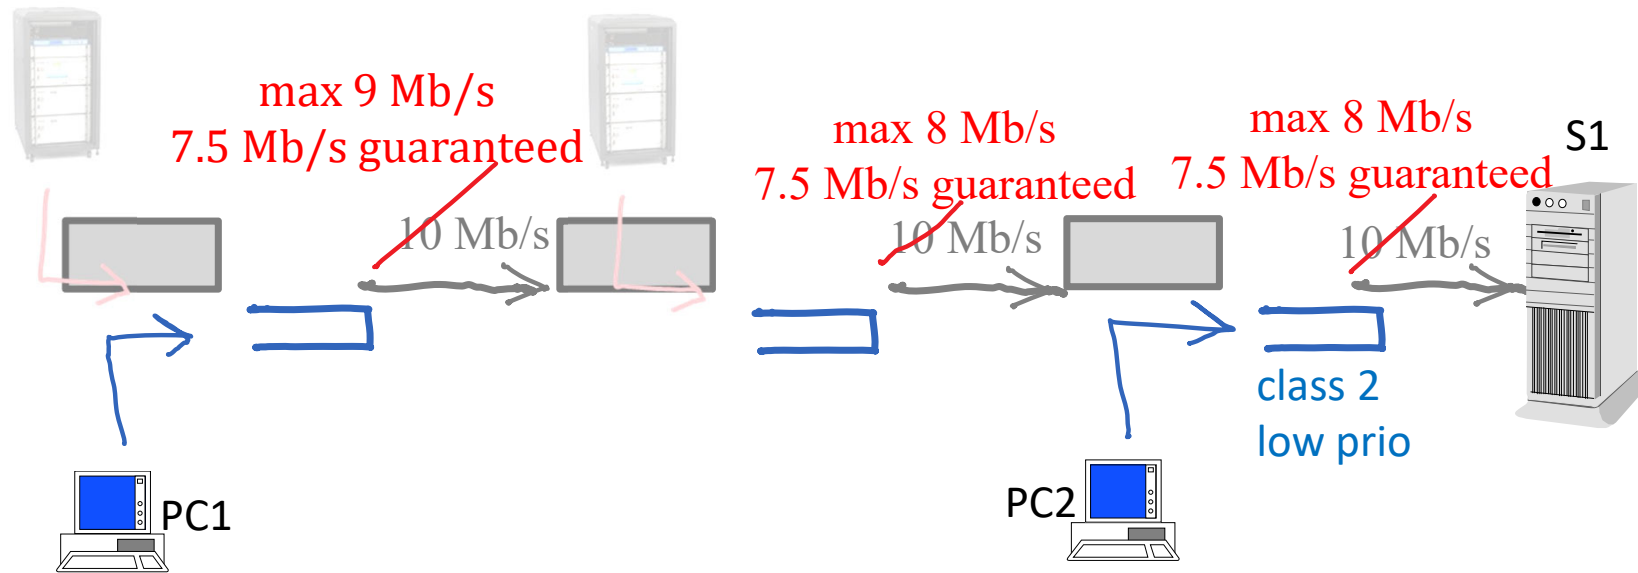 max 9 Mb/s
7.5 Mb/s guaranteed
max 8 Mb/s
7.5 Mb/s guaranteed
max 8 Mb/s
7.5 Mb/s guaranteed
S1
10 Mb/s
10 Mb/s
10 Mb/s
class 2
low prio
PC1
PC2